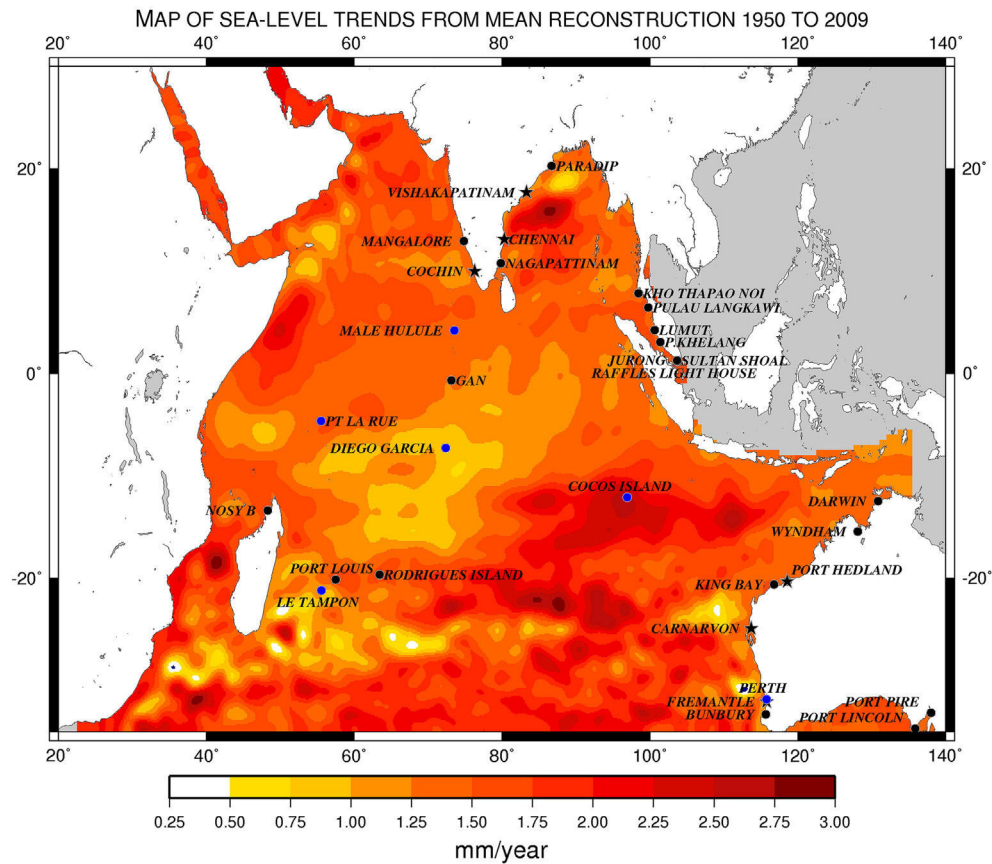 MAP OF SEA-LEVEL TRENDS FROM MEAN RECONSTRUCTION 1950 TO 2009
20° 40° 60° 80° 100° 120° 140°
20° 20°
PARADIP
VISHAKAPATINAM
MANGALORE CHENNAI
COCHIN NAGAPATTINAM
KHO THAPAO NOI
PULAU LANGKAWI
MALE HULULE LUMUT
P.KHELANG
JURONG SULTAN SHOAL
RAFFLES LIGHT HOUSE
0° GAN 0°
PT LA RUE
DIEGO GARCIA
COCOS ISLAND
NOSY B DARWIN
WYNDHAM
PORT LOUIS RODRIGUES ISLAND PORT HEDLAND
-20° KING BAY -20°
LE TAMPON
CARNARVON
PERTH
FREMANTLE PORT PIRE
BUNBURY PORT LINCOLN
20° 40° 60° 80° 100° 120° 140°
0.25 0.50 0.75 1.00 1.25 1.50 1.75 2.00 2.25 2.50 2.75 3.00
mm/year